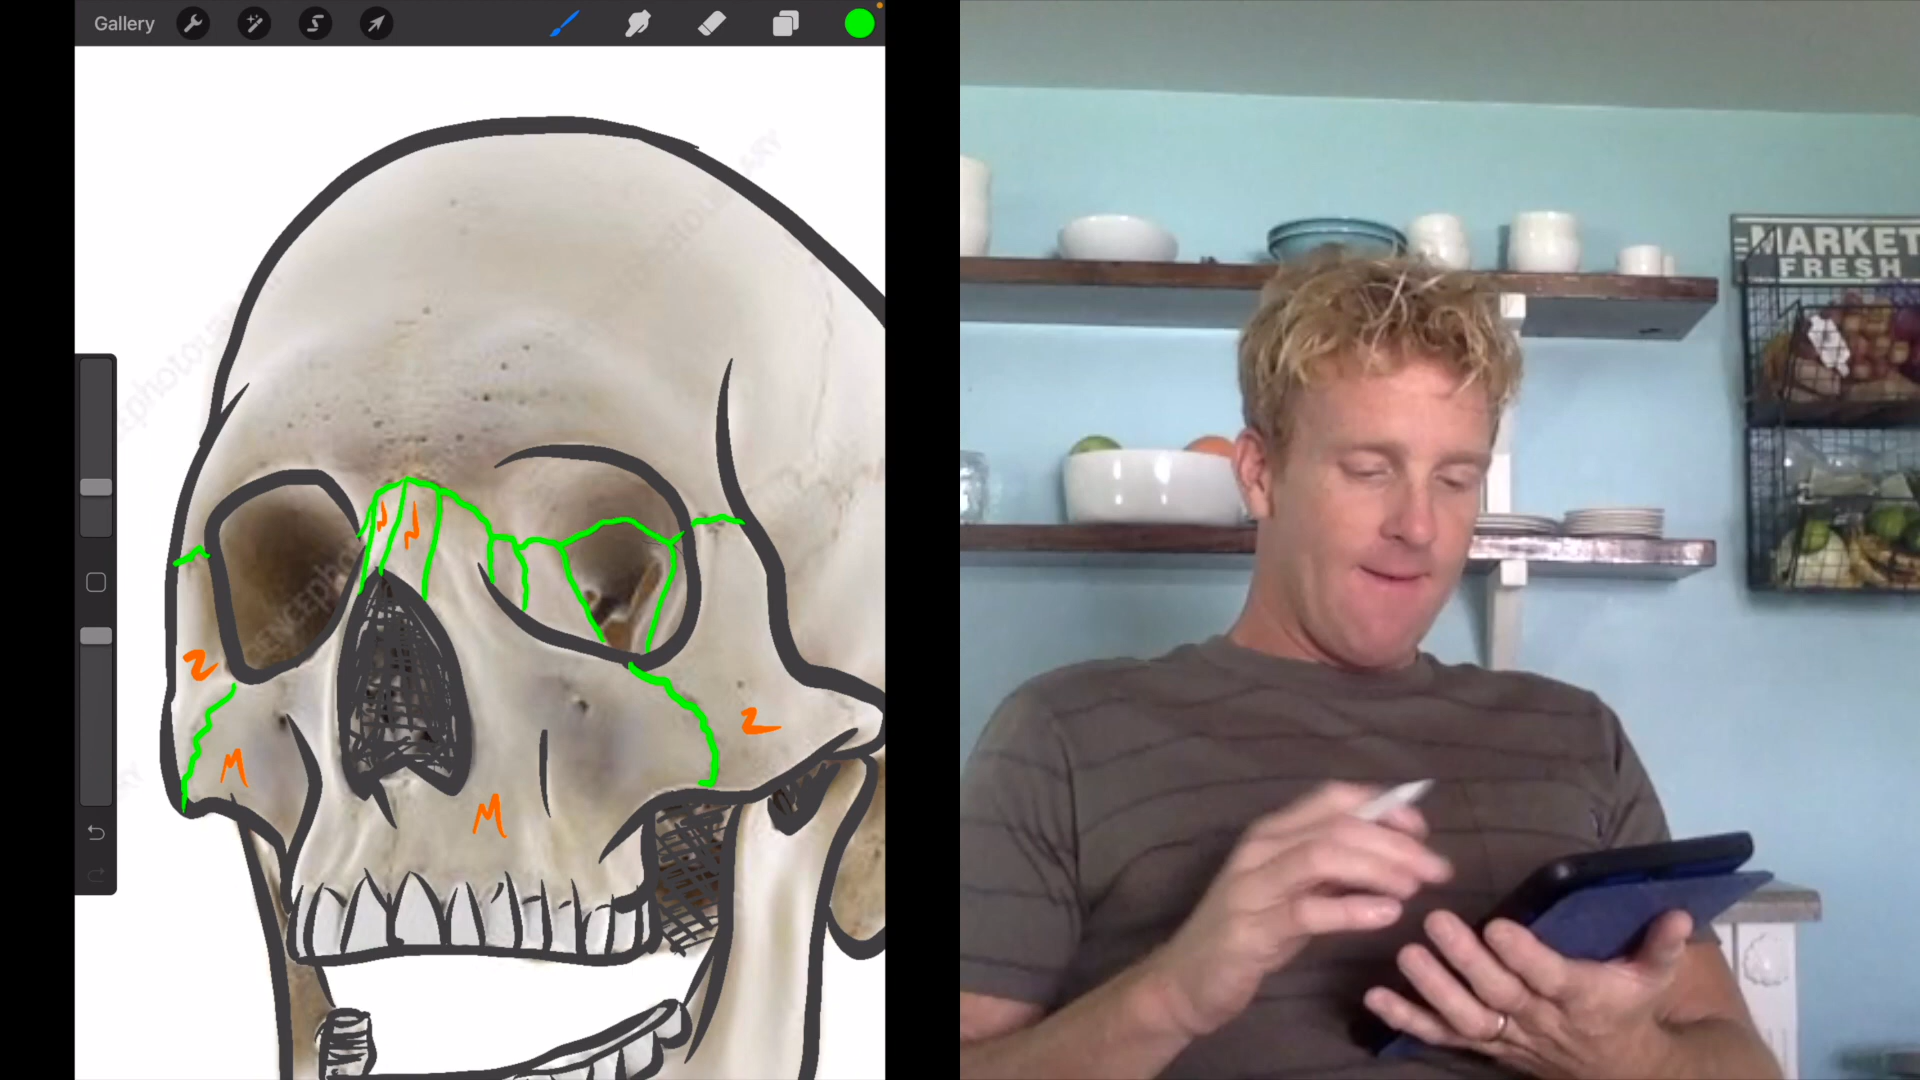 Gallery
N N
Z
Z
M
M
MARKET
FRESH